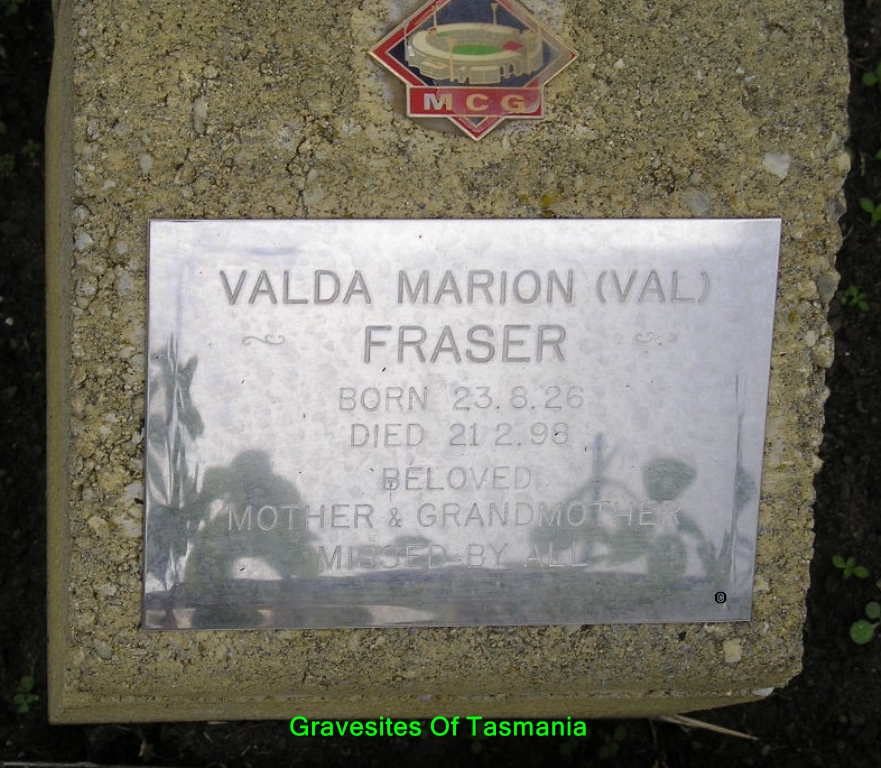 MCG
VALDA MARION (VAL)
FRASER
BORN 23.8.26
DIED 21.2.98
BELOVED
MOTHER & GRANDMOTHER
MISSED BY ALL
©
Gravesites Of Tasmania